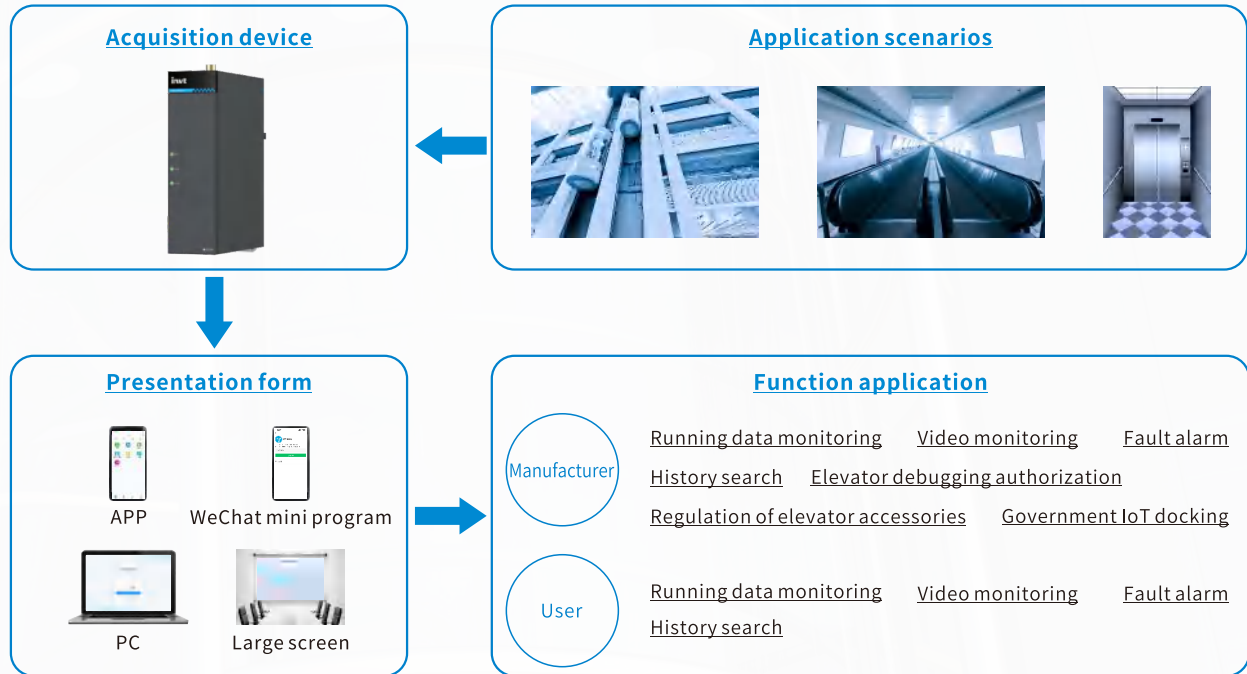 Acquisition device
invt
Application scenarios
Presentation form
APP
WeChat mini program
PC
Large screen
Function application
Manufacturer
Running data monitoring Video monitoring Fault alarm
History search Elevator debugging authorization
Regulation of elevator accessories Government IoT docking
User
Running data monitoring Video monitoring Fault alarm
History search